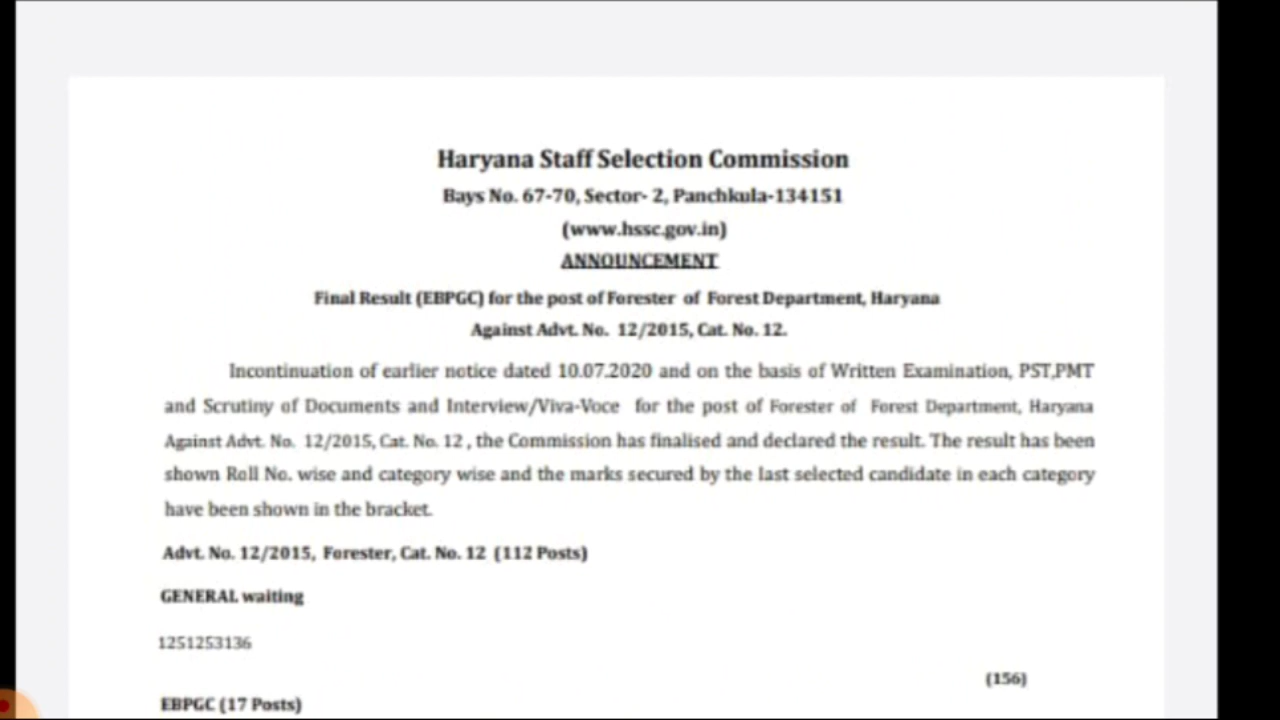 Haryana Staff Selection Commission
Bays No. 67-70, Sector- 2, Panchkula-134151
(www.hssc.gov.in)
ANNOUNCEMENT
Final Result (EBPGC) for the post of Forester of Forest Department, Haryana
Against Advt. No. 12/2015, Cat. No. 12.
Incontinuation of earlier notice dated 10.07.2020 and on the basis of Written Examination, PST,PMT
and Scrutiny of Documents and Interview/Viva-Voce for the post of Forester of Forest Department, Haryana
Against Advt. No. 12/2015, Cat. No. 12 , the Commission has finalised and declared the result. The result has been
shown Roll No. wise and category wise and the marks secured by the last selected candidate in each category
have been shown in the bracket.
Advt. No. 12/2015, Forester, Cat. No. 12 (112 Posts)
GENERAL waiting
1251253136
(156)
EBPGC (17 Posts)